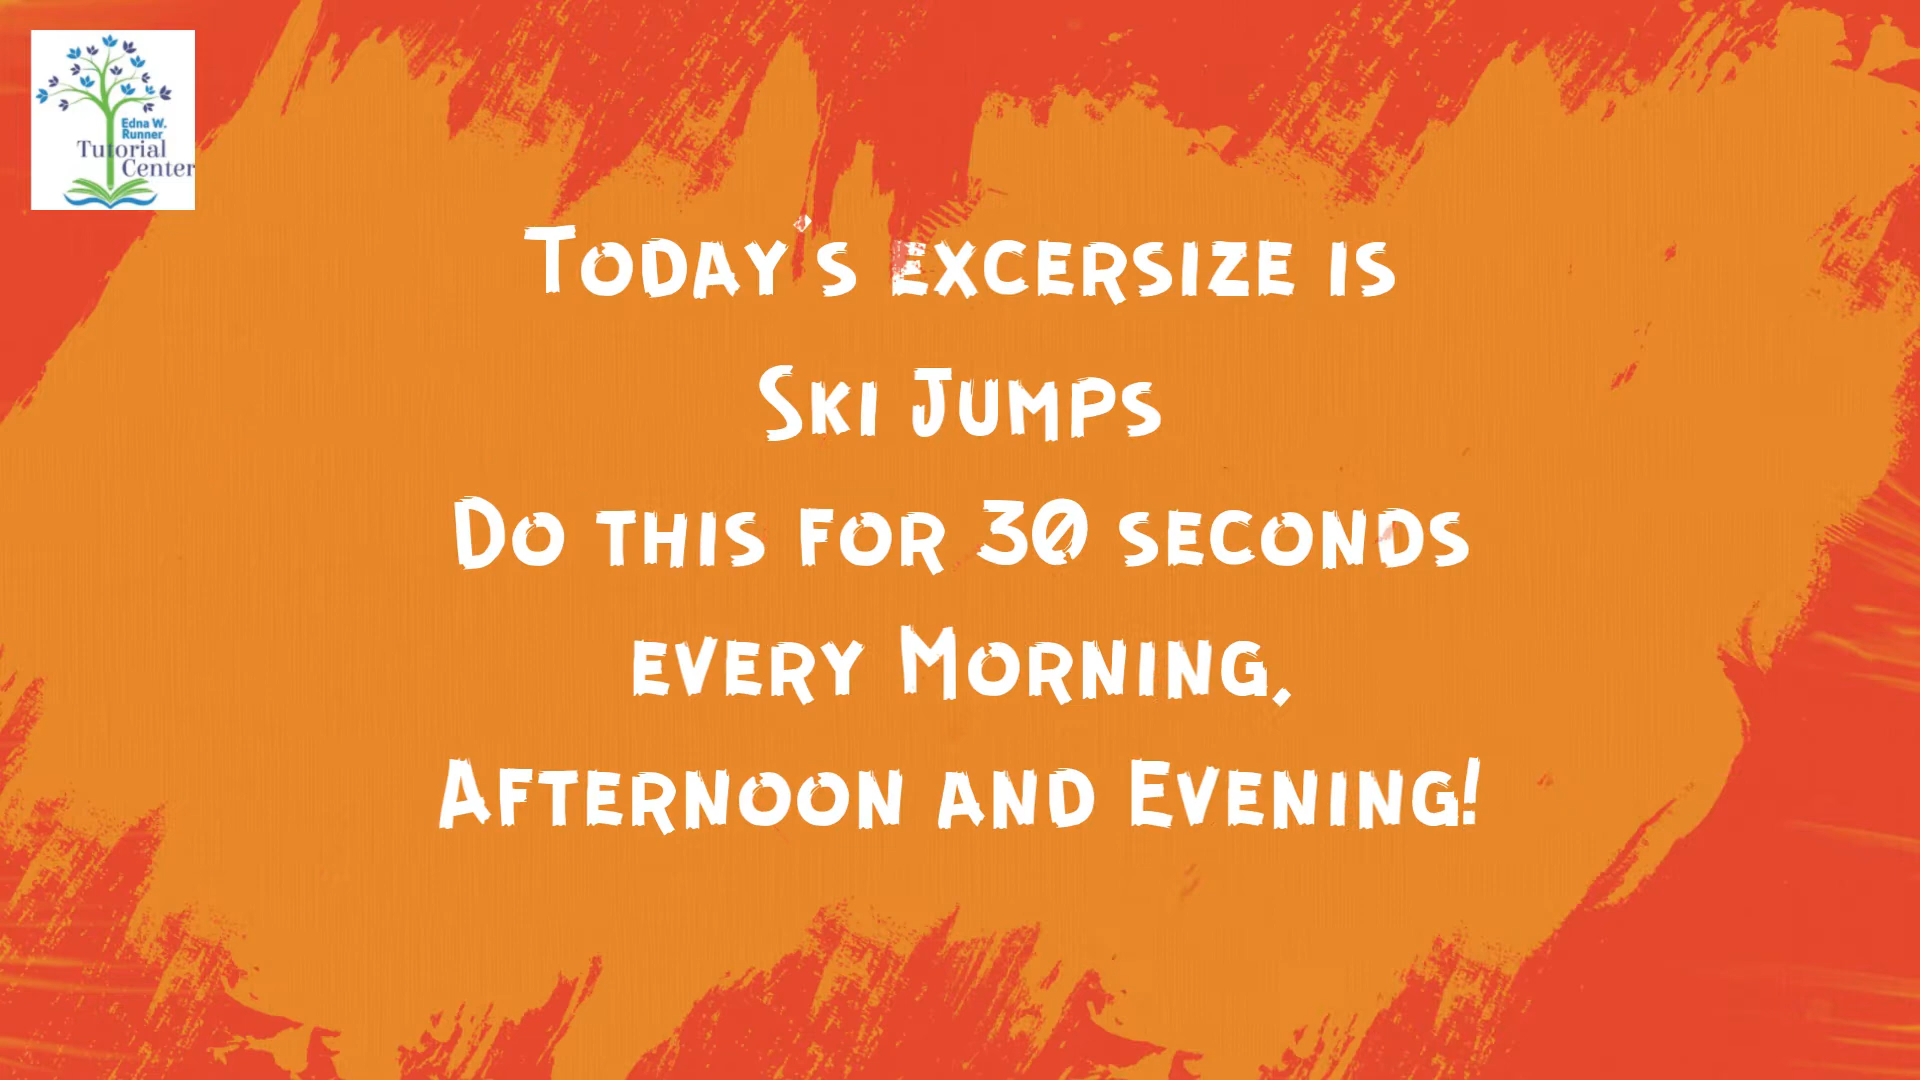 Edna W.
Runner
Tutorial
Center
Today's excersize is
Ski Jumps
Do this for 30 seconds
every Morning,
Afternoon and Evening!